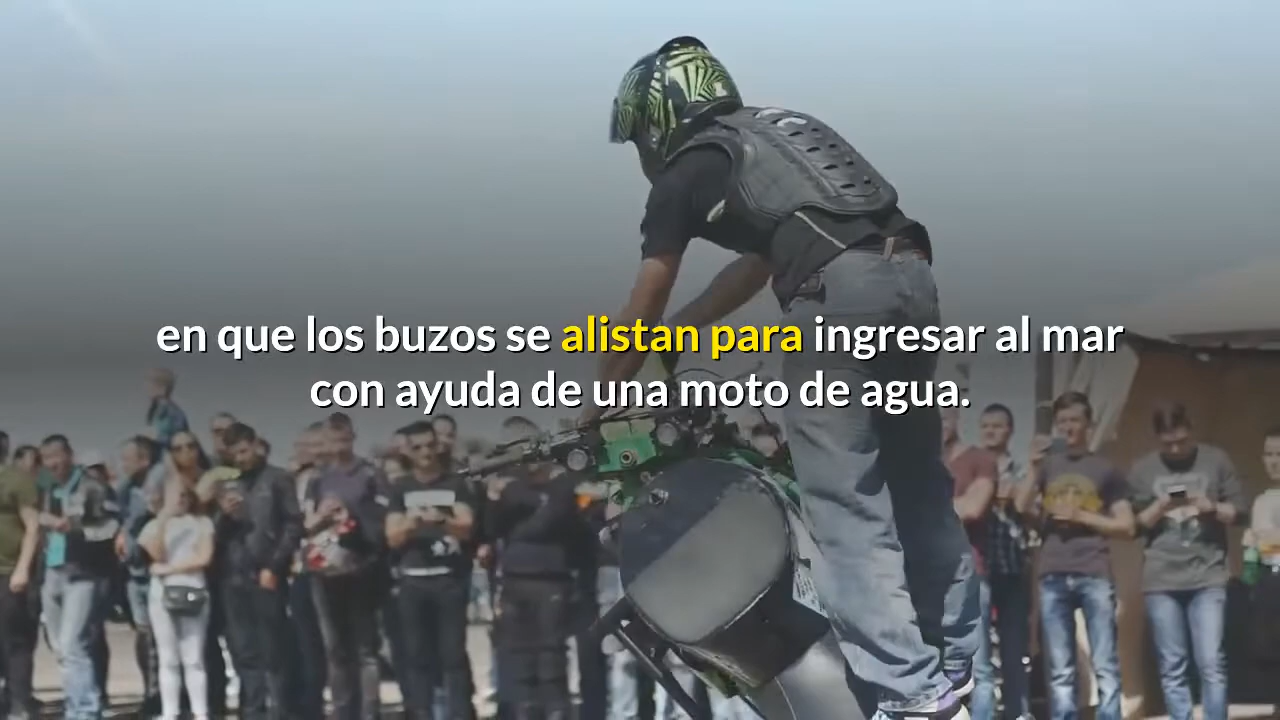 en que los buzos se alistan para ingresar al mar
con ayuda de una moto de agua.